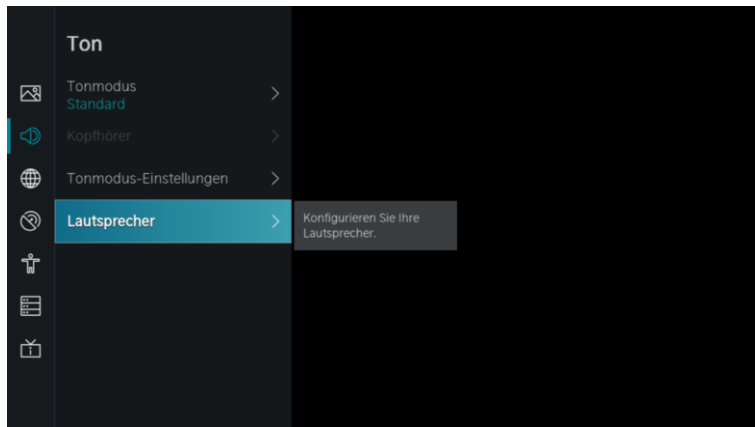 Ton
Tonmodus
Standard
Kopfhörer
Tonmodus-Einstellungen
Lautsprecher
Konfigurieren Sie Ihre
Lautsprecher.